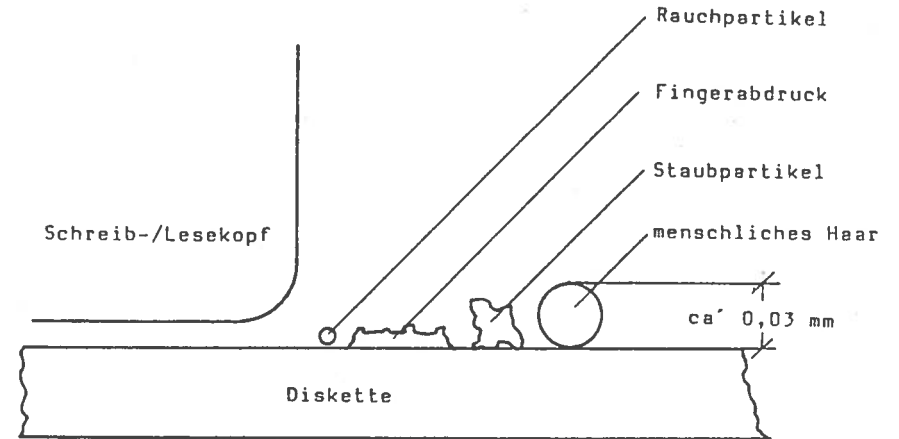 Rauchpartikel
Fingerabdruck
Staubpartikel
Schreib-/Lesekopf
menschliches Haar
ca´ 0,03 mm
Diskette